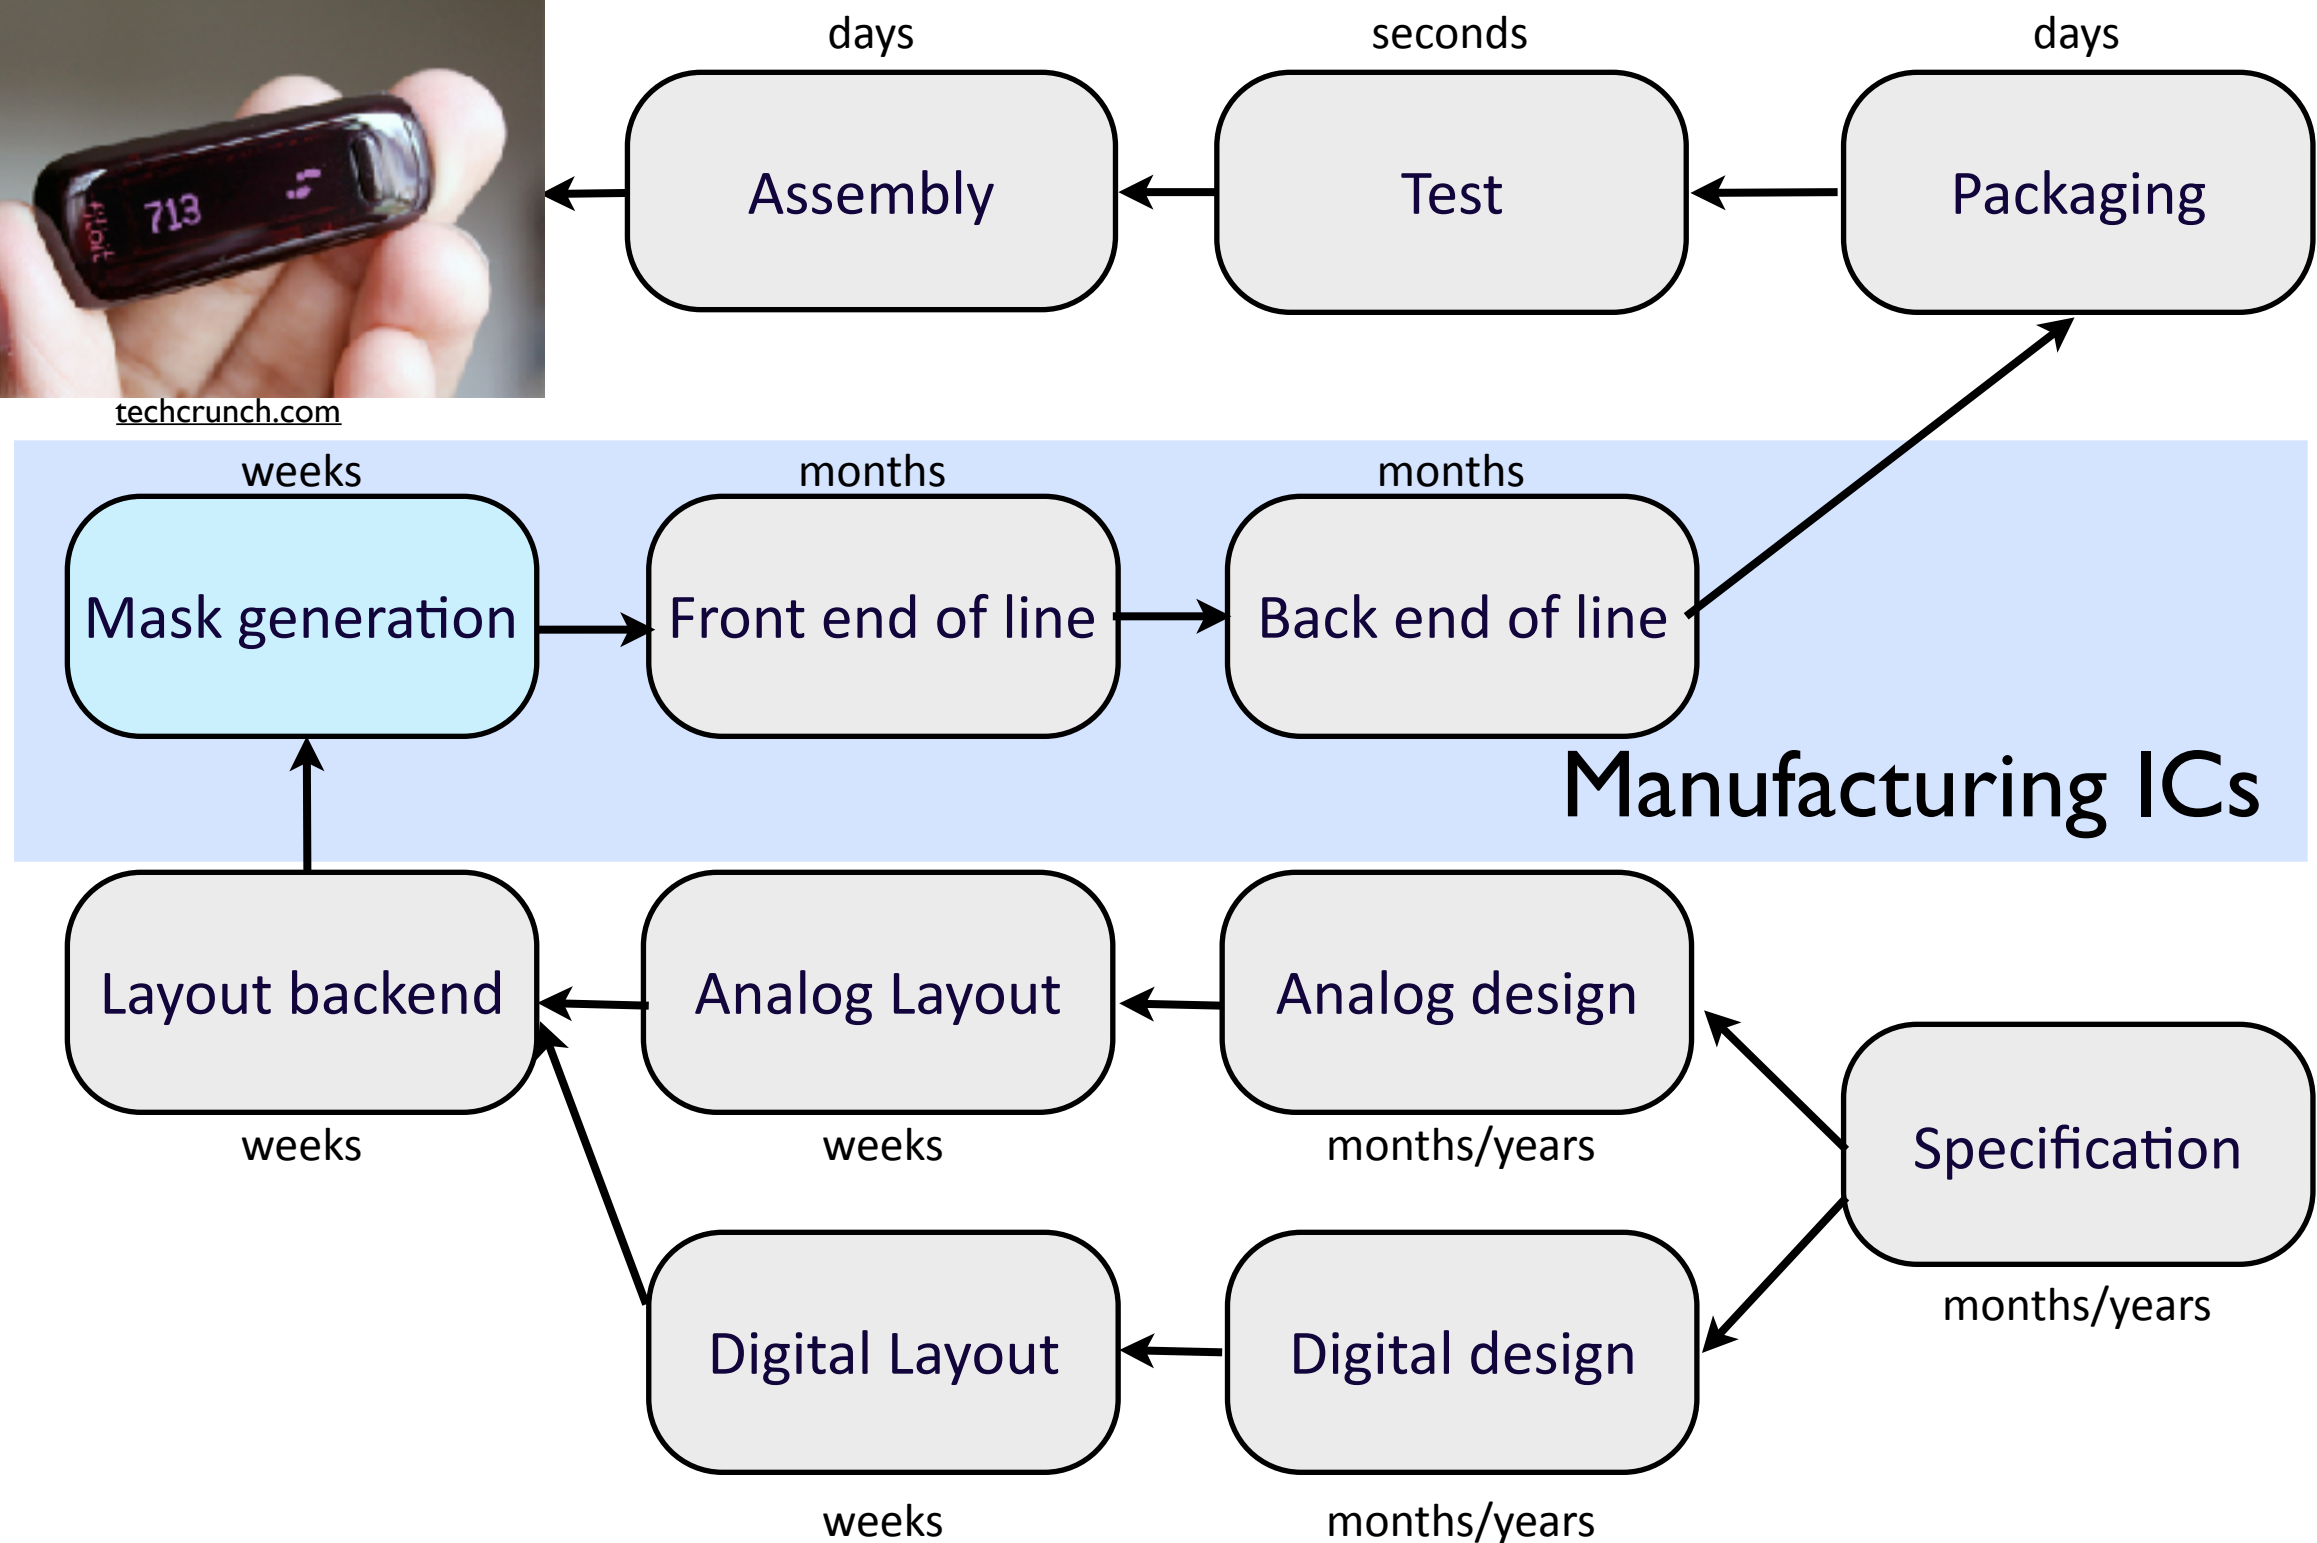 days
seconds
days
Assembly
Test
Packaging
713
fitbit
techcrunch.com
weeks
months
months
Mask generation
Front end of line
Back end of line
Manufacturing ICs
Layout backend
Analog Layout
Analog design
weeks
weeks
months/years
Specification
months/years
Digital Layout
Digital design
weeks
months/years